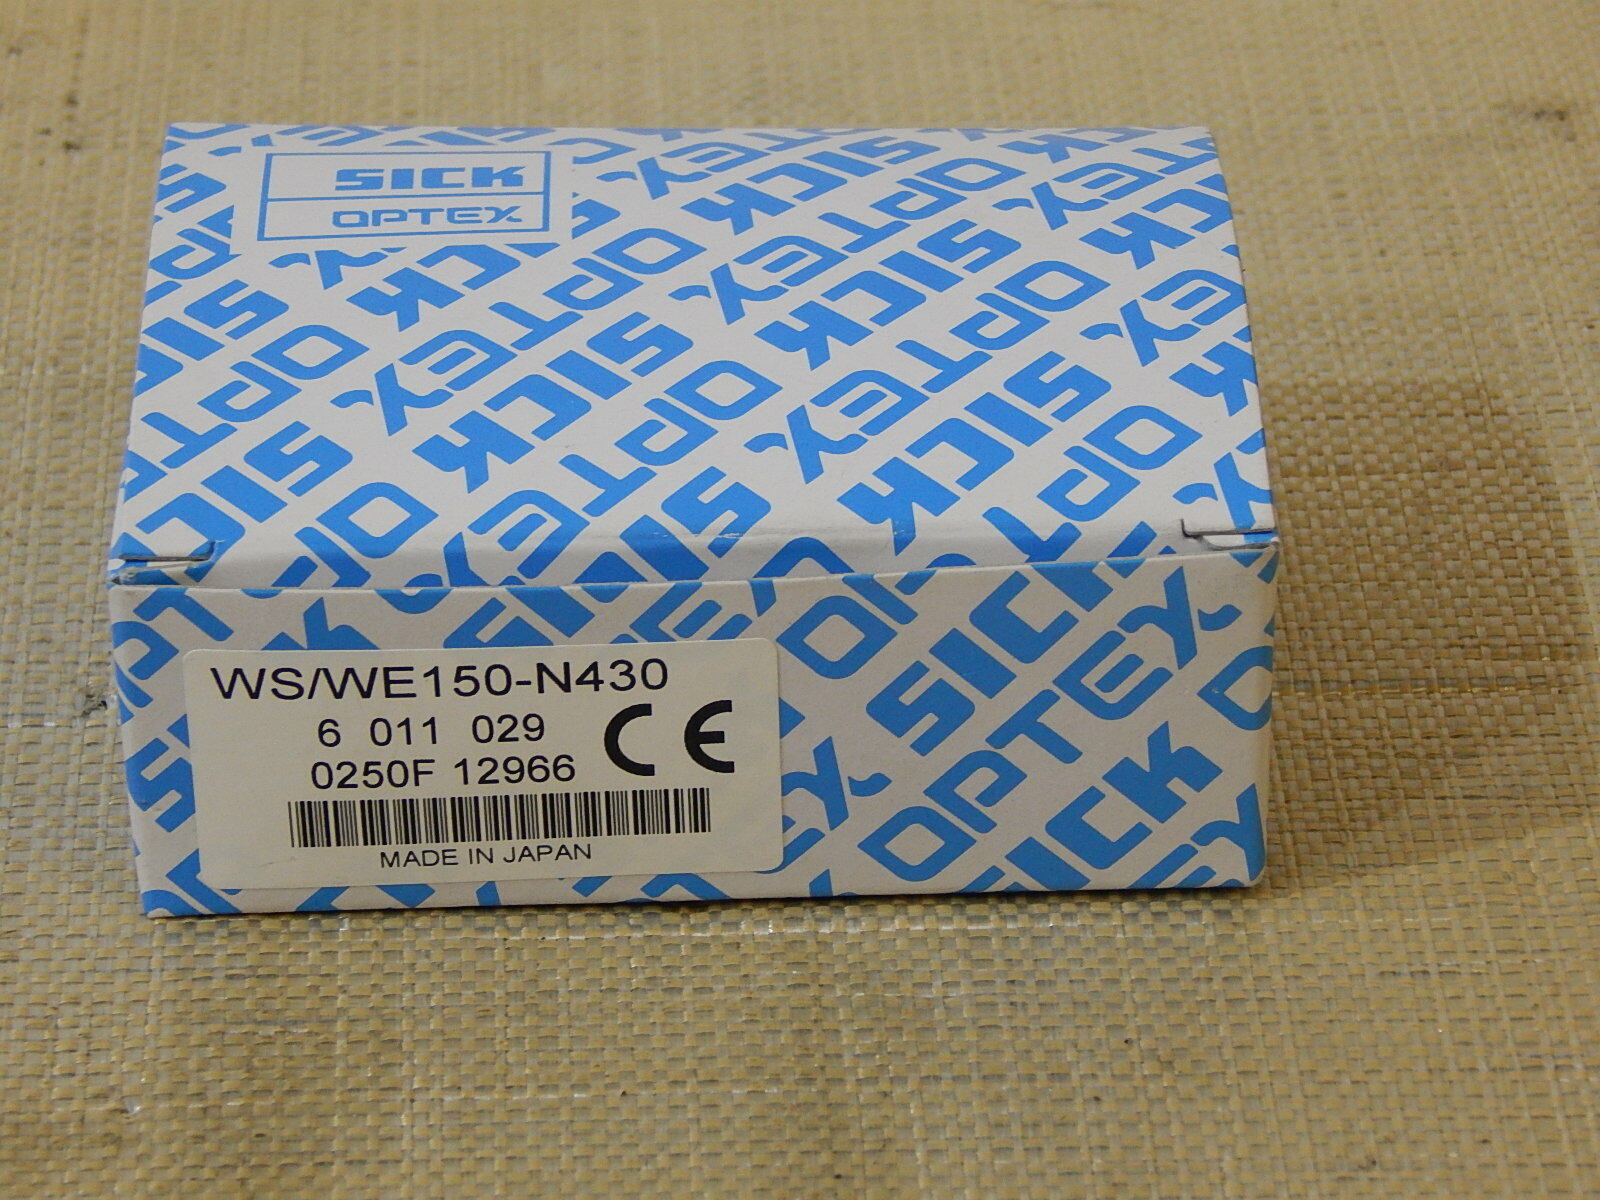 SICK
OPTEX
WS/WE150-N430
6 011 029
0250F 12966
CE
MADE IN JAPAN